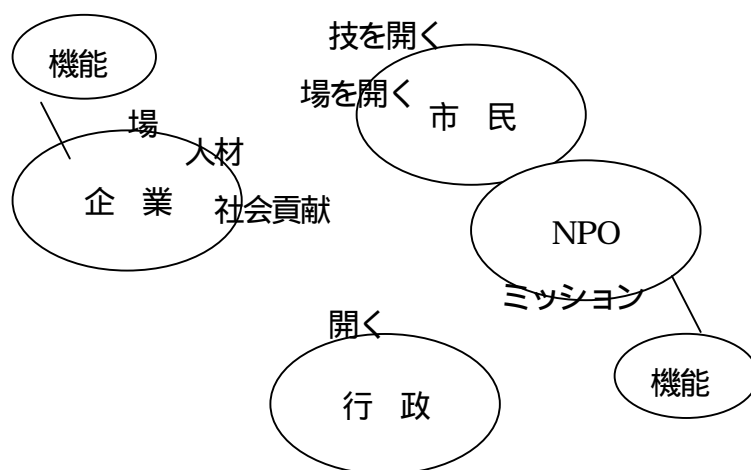 技を開く
機能
場を開く
市　民
場
人材
企　業
社会貢献
NPO
ミッション
開く
機能
行　政